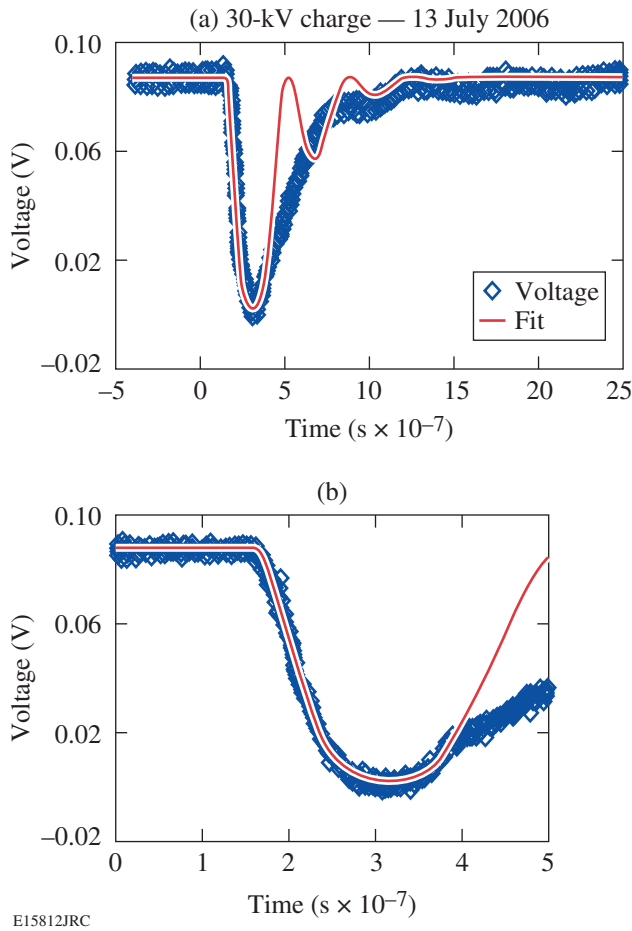 (a) 30-kV charge — 13 July 2006
0.10
0.06
0.02
–0.02
Voltage (V)
Voltage
Fit
–5 0 5 10 15 20 25
Time (s × 10⁻⁷)
(b)
0.10
0.06
0.02
–0.02
Voltage (V)
0 1 2 3 4 5
Time (s × 10⁻⁷)
E15812JRC